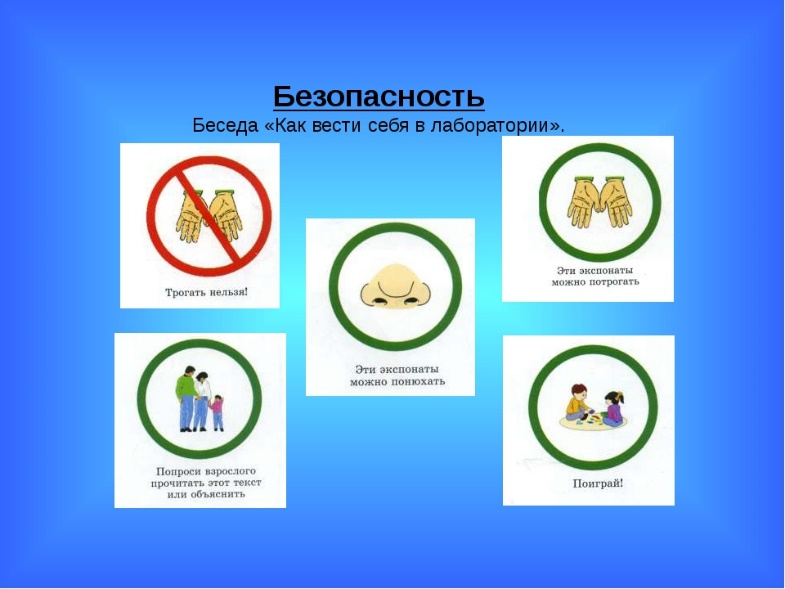 Безопасность
Беседа «Как вести себя в лаборатории».
Трогать нельзя!
Эти экспонаты
можно потрогать
Эти экспонаты
можно понюхать
Попроси взрослого
прочитать этот текст
или объяснить
Поиграй!